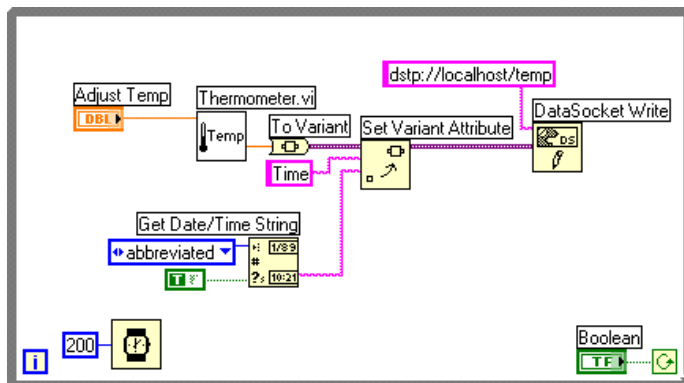 dstp://localhost/temp
Adjust Temp
Thermometer.vi
DataSocket Write
DBL
Temp
To Variant
Set Variant Attribute
DS
Time
Get Date/Time String
abbreviated
1/89
#
T
?s 10:21
200
Boolean
TF
i